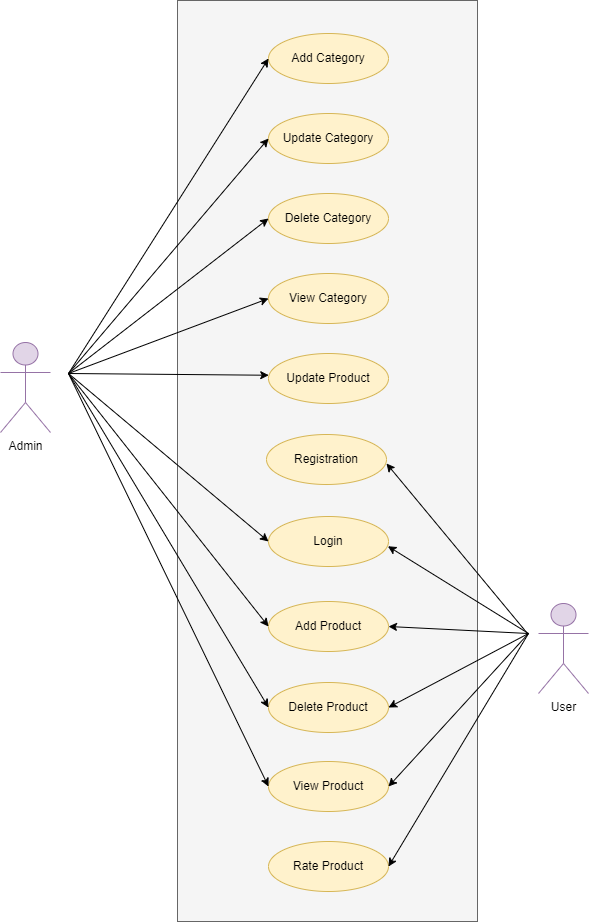 Add Category
Update Category
Delete Category
View Category
Update Product
Admin
Registration
Login
Add Product
Delete Product
User
View Product
Rate Product